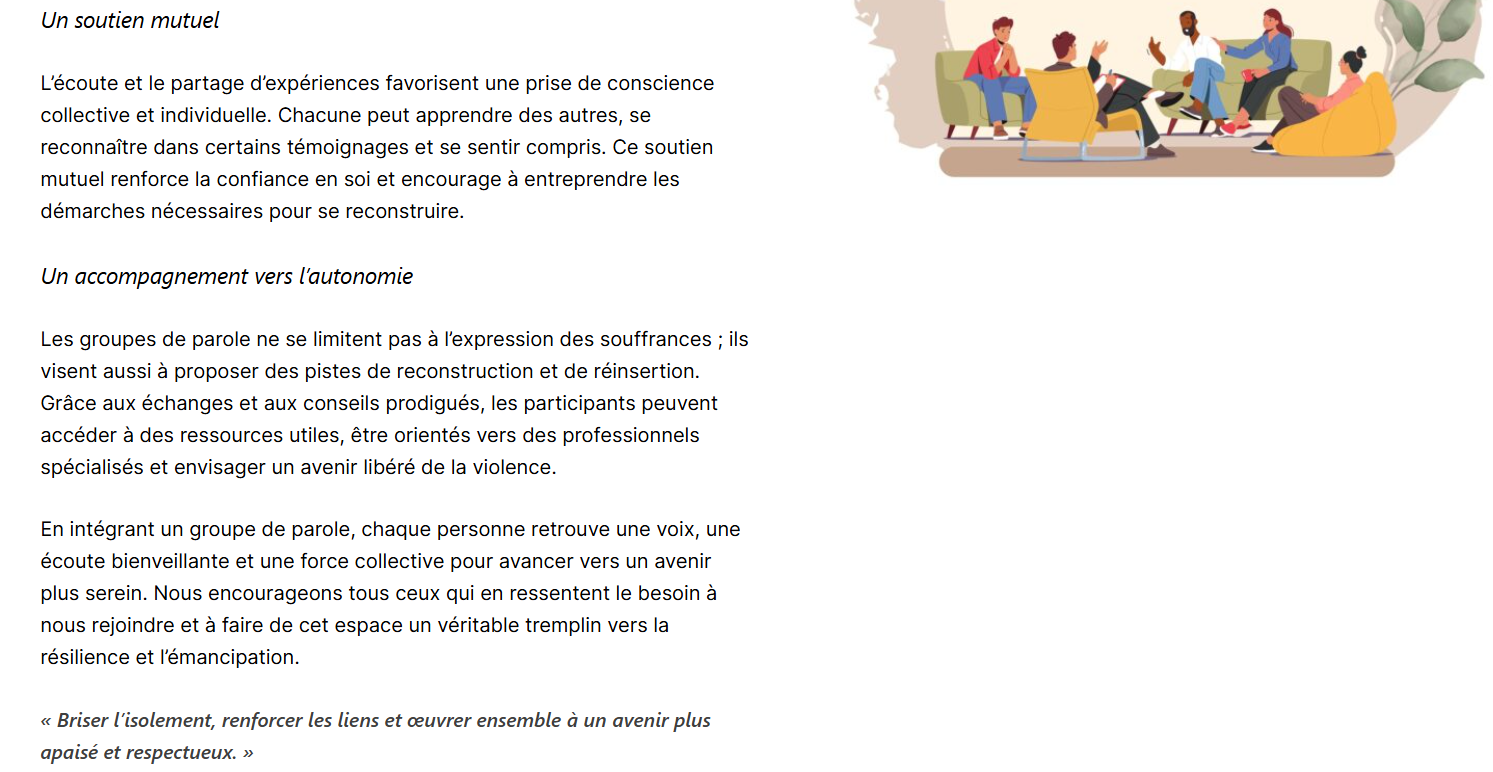 Un soutien mutuel
L’écoute et le partage d’expériences favorisent une prise de conscience
collective et individuelle. Chacune peut apprendre des autres, se
reconnaître dans certains témoignages et se sentir compris. Ce soutien
mutuel renforce la confiance en soi et encourage à entreprendre les
démarches nécessaires pour se reconstruire.
Un accompagnement vers l’autonomie
Les groupes de parole ne se limitent pas à l’expression des souffrances ; ils
visent aussi à proposer des pistes de reconstruction et de réinsertion.
Grâce aux échanges et aux conseils prodigués, les participants peuvent
accéder à des ressources utiles, être orientés vers des professionnels
spécialisés et envisager un avenir libéré de la violence.
En intégrant un groupe de parole, chaque personne retrouve une voix, une
écoute bienveillante et une force collective pour avancer vers un avenir
plus serein. Nous encourageons tous ceux qui en ressentent le besoin à
nous rejoindre et à faire de cet espace un véritable tremplin vers la
résilience et l’émancipation.
« Briser l’isolement, renforcer les liens et œuvrer ensemble à un avenir plus
apaisé et respectueux. »